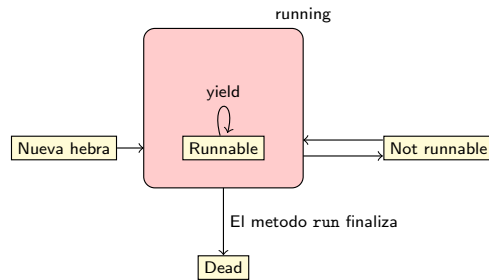 running
yield
Nueva hebra
Runnable
Not runnable
El metodo run finaliza
Dead